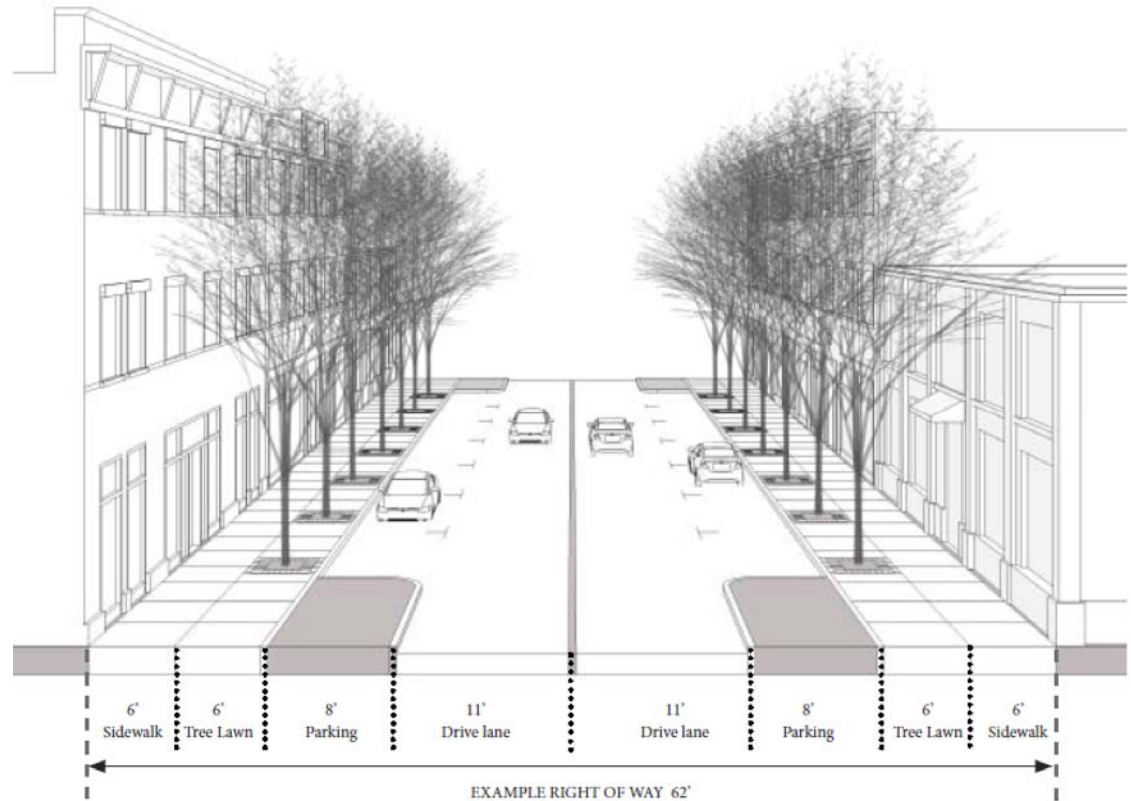 6' 6' 8' 11' 11' 8' 6' 6'
Sidewalk Tree Lawn Parking Drive lane Drive lane Parking Tree Lawn Sidewalk
EXAMPLE RIGHT OF WAY 62'